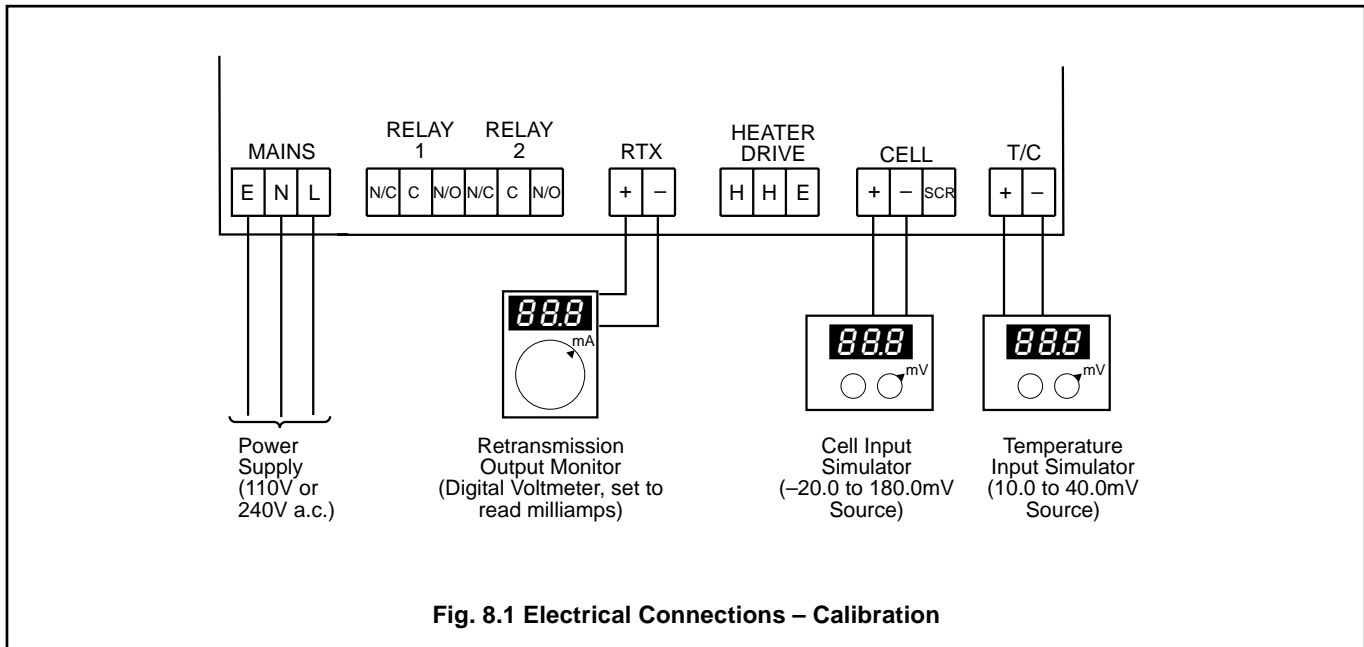 MAINS
RELAY 1
RELAY 2
RTX
HEATER DRIVE
CELL
T/C
E N L
N/C C N/O N/C C N/O
+ –
H H E
+ – SCR
+ –
88.8
mA
88.8
mV
88.8
mV
Power
Supply
(110V or
240V a.c.)
Retransmission
Output Monitor
(Digital Voltmeter, set to
read milliamps)
Cell Input
Simulator
(–20.0 to 180.0mV
Source)
Temperature
Input Simulator
(10.0 to 40.0mV
Source)
Fig. 8.1 Electrical Connections – Calibration